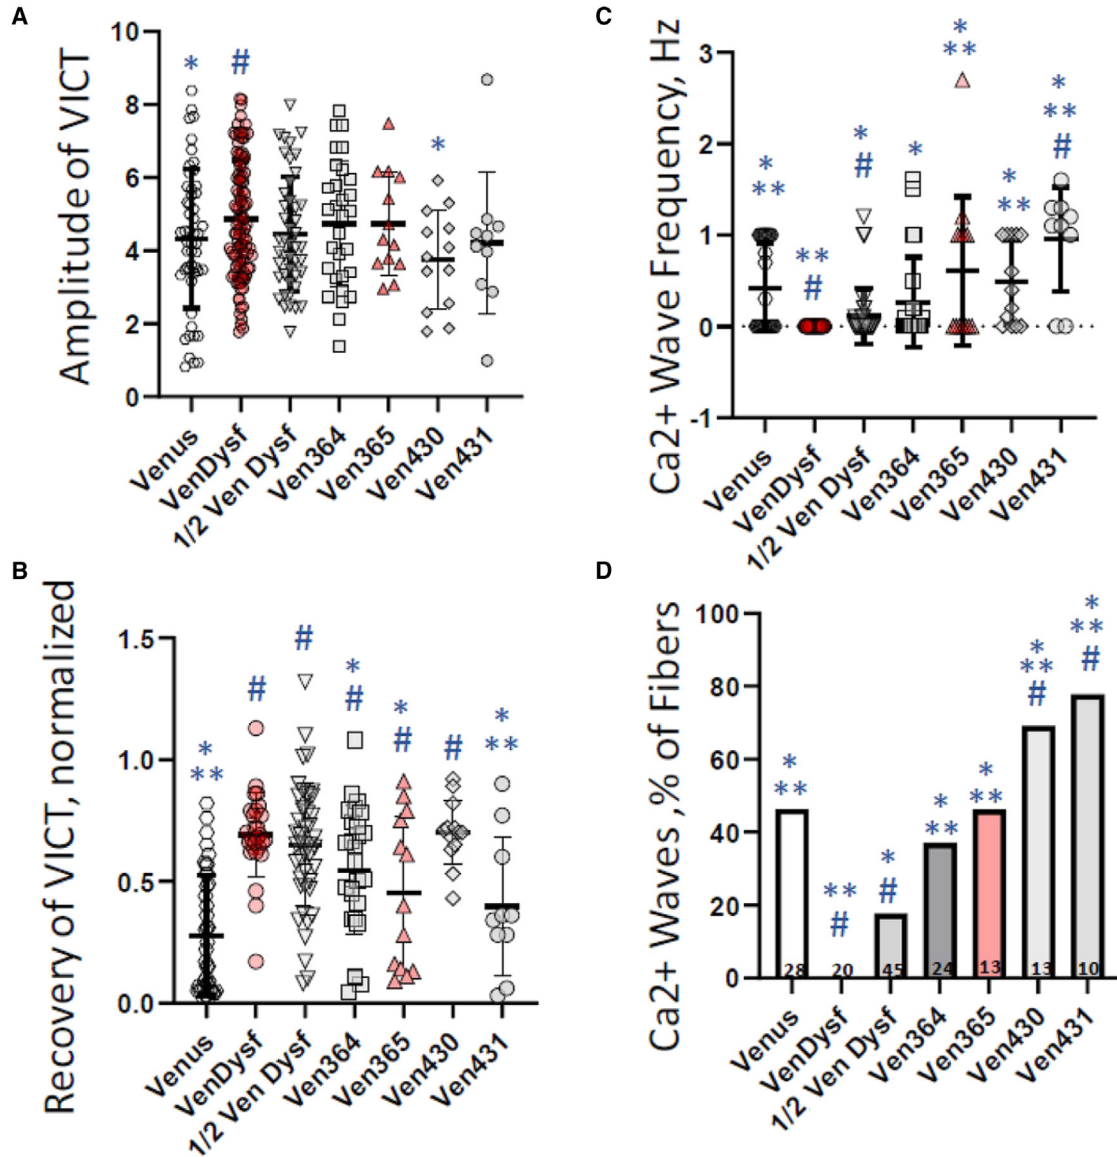 A
Amplitude of VICT
10
8
6
4
2
0
* # *
Venus
VenDysf
1/2 Ven Dysf
Ven364
Ven365
Ven430
Ven431
B
Recovery of VICT, normalized
1.5
1.0
0.5
0.0
*
**
#
#
*
#
*
#
#
*
**
Venus
VenDysf
1/2 Ven Dysf
Ven364
Ven365
Ven430
Ven431
C
Ca2+ Wave Frequency, Hz
3
2
1
0
-1
*
**
**
#
*
#
*
*
**
*
**
*
**
#
Venus
VenDysf
1/2 Ven Dysf
Ven364
Ven365
Ven430
Ven431
D
Ca2+ Waves ,% of Fibers
100
80
60
40
20
0
*
**
**
#
*
#
*
**
*
**
*
**
#
*
**
#
28 20 45 24 13 13 10
Venus
VenDysf
1/2 Ven Dysf
Ven364
Ven365
Ven430
Ven431